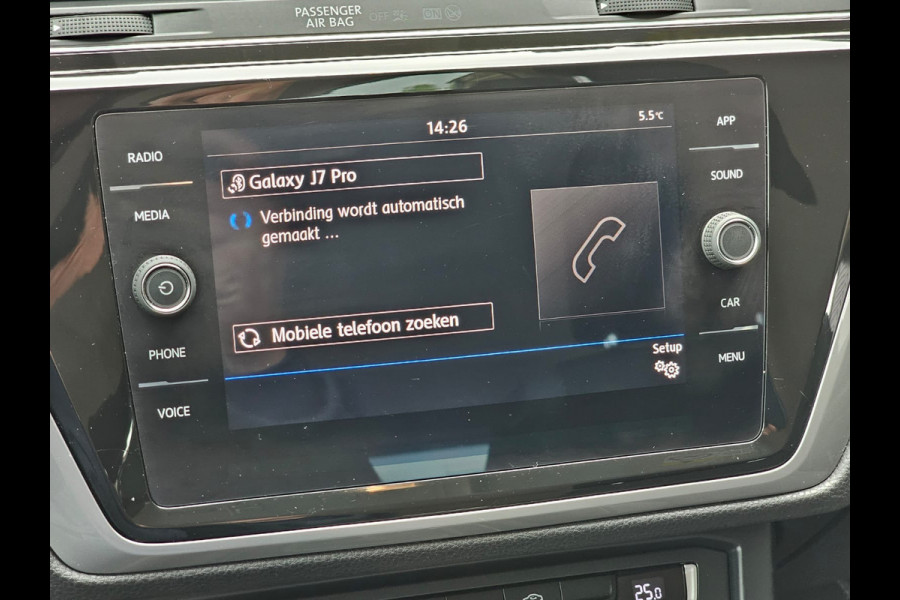 PASSENGER
AIR BAG
OFF
ON
14:26
5.5°C
RADIO
MEDIA
PHONE
VOICE
Galaxy J7 Pro
Verbinding wordt automatisch
gemaakt ...
Mobiele telefoon zoeken
Setup
APP
SOUND
CAR
MENU
25.0